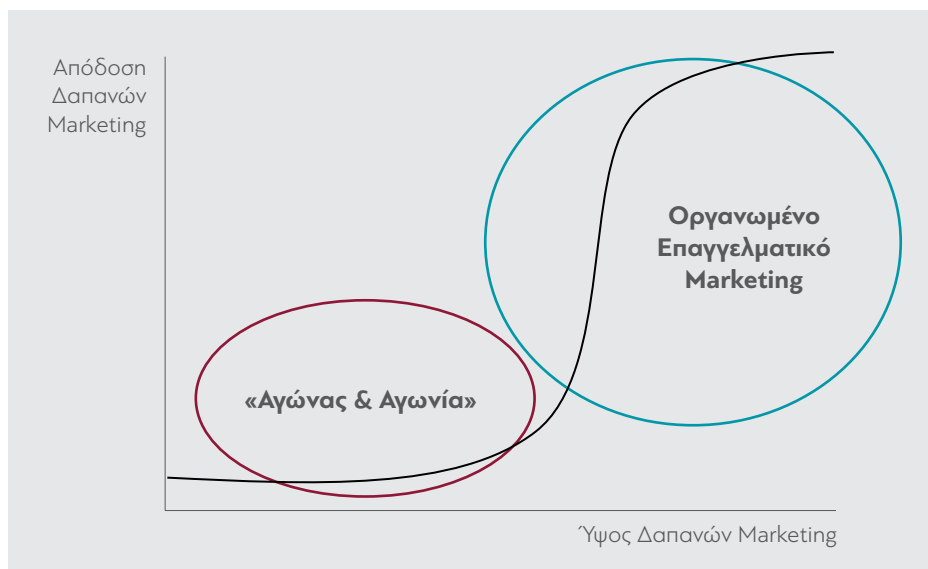 Απόδοση
Δαπανών
Marketing
Οργανωμένο
Επαγγελματικό
Marketing
«Αγώνας & Αγωνία»
Ύψος Δαπανών Marketing